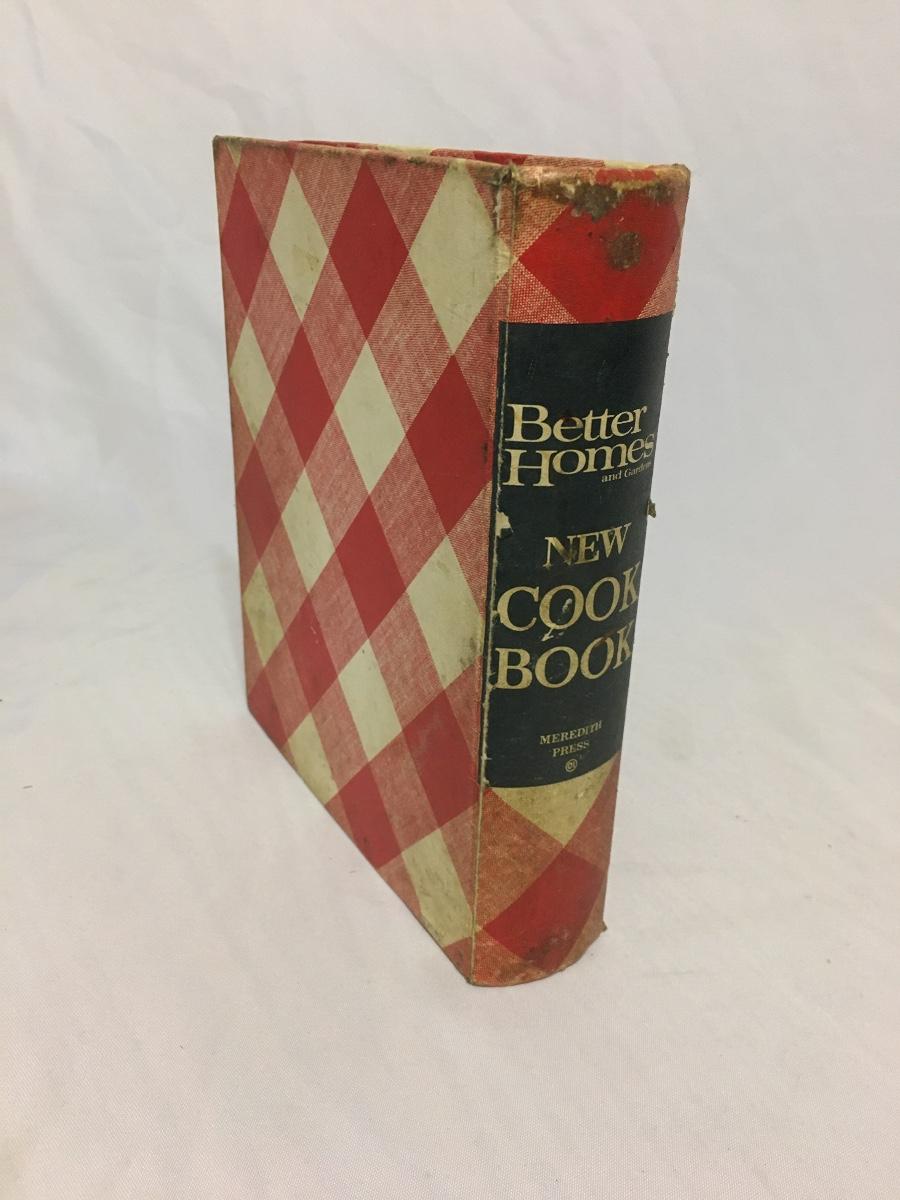 Better
Homes
and Gardens
NEW
COOK
BOOK
MEREDITH
PRESS